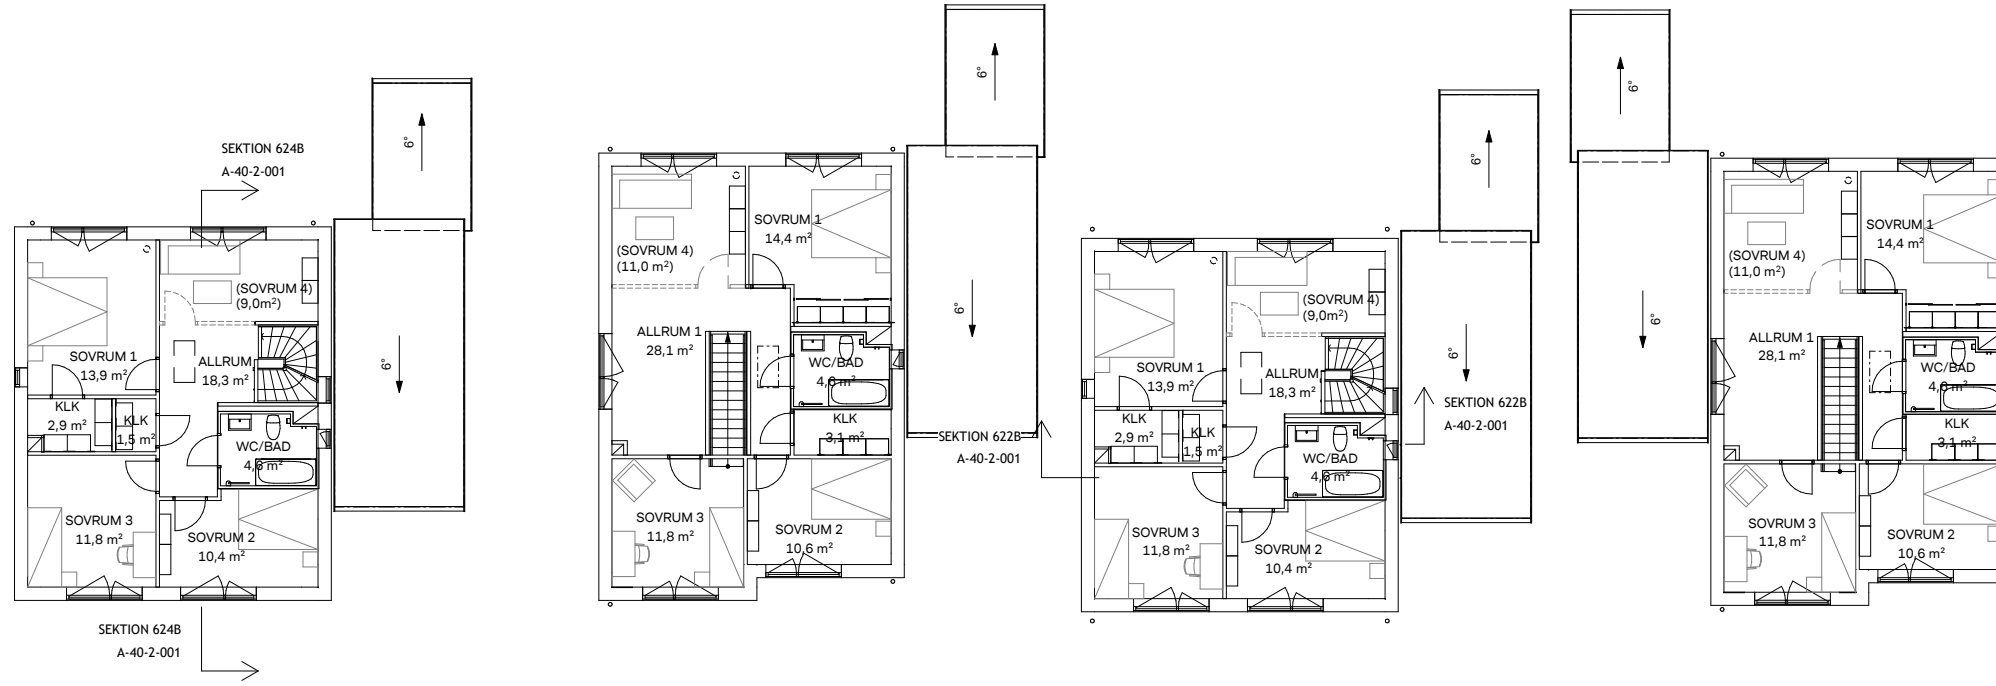 SEKTION 624B
A-40-2-001
6°
6°
(SOVRUM 4)
(9,0m²)
SOVRUM 1
13,9 m²
ALLRUM
18,3 m²
KLK
2,9 m²
KLK
1,5 m²
WC/BAD
4,6 m²
SOVRUM 3
11,8 m²
SOVRUM 2
10,4 m²
SEKTION 624B
A-40-2-001
6°
6°
SOVRUM 1
14,4 m²
(SOVRUM 4)
(11,0 m²)
ALLRUM 1
28,1 m²
WC/BAD
4,6 m²
KLK
3,1 m²
SOVRUM 3
11,8 m²
SOVRUM 2
10,6 m²
SEKTION 622B
A-40-2-001
6°
6°
(SOVRUM 4)
(9,0m²)
SOVRUM 1
13,9 m²
ALLRUM
18,3 m²
KLK
2,9 m²
KLK
1,5 m²
WC/BAD
4,6 m²
SOVRUM 3
11,8 m²
SOVRUM 2
10,4 m²
SEKTION 622B
A-40-2-001
6°
6°
SOVRUM 1
14,4 m²
(SOVRUM 4)
(11,0 m²)
ALLRUM 1
28,1 m²
WC/BAD
4,6 m²
KLK
3,1 m²
SOVRUM 3
11,8 m²
SOVRUM 2
10,6 m²